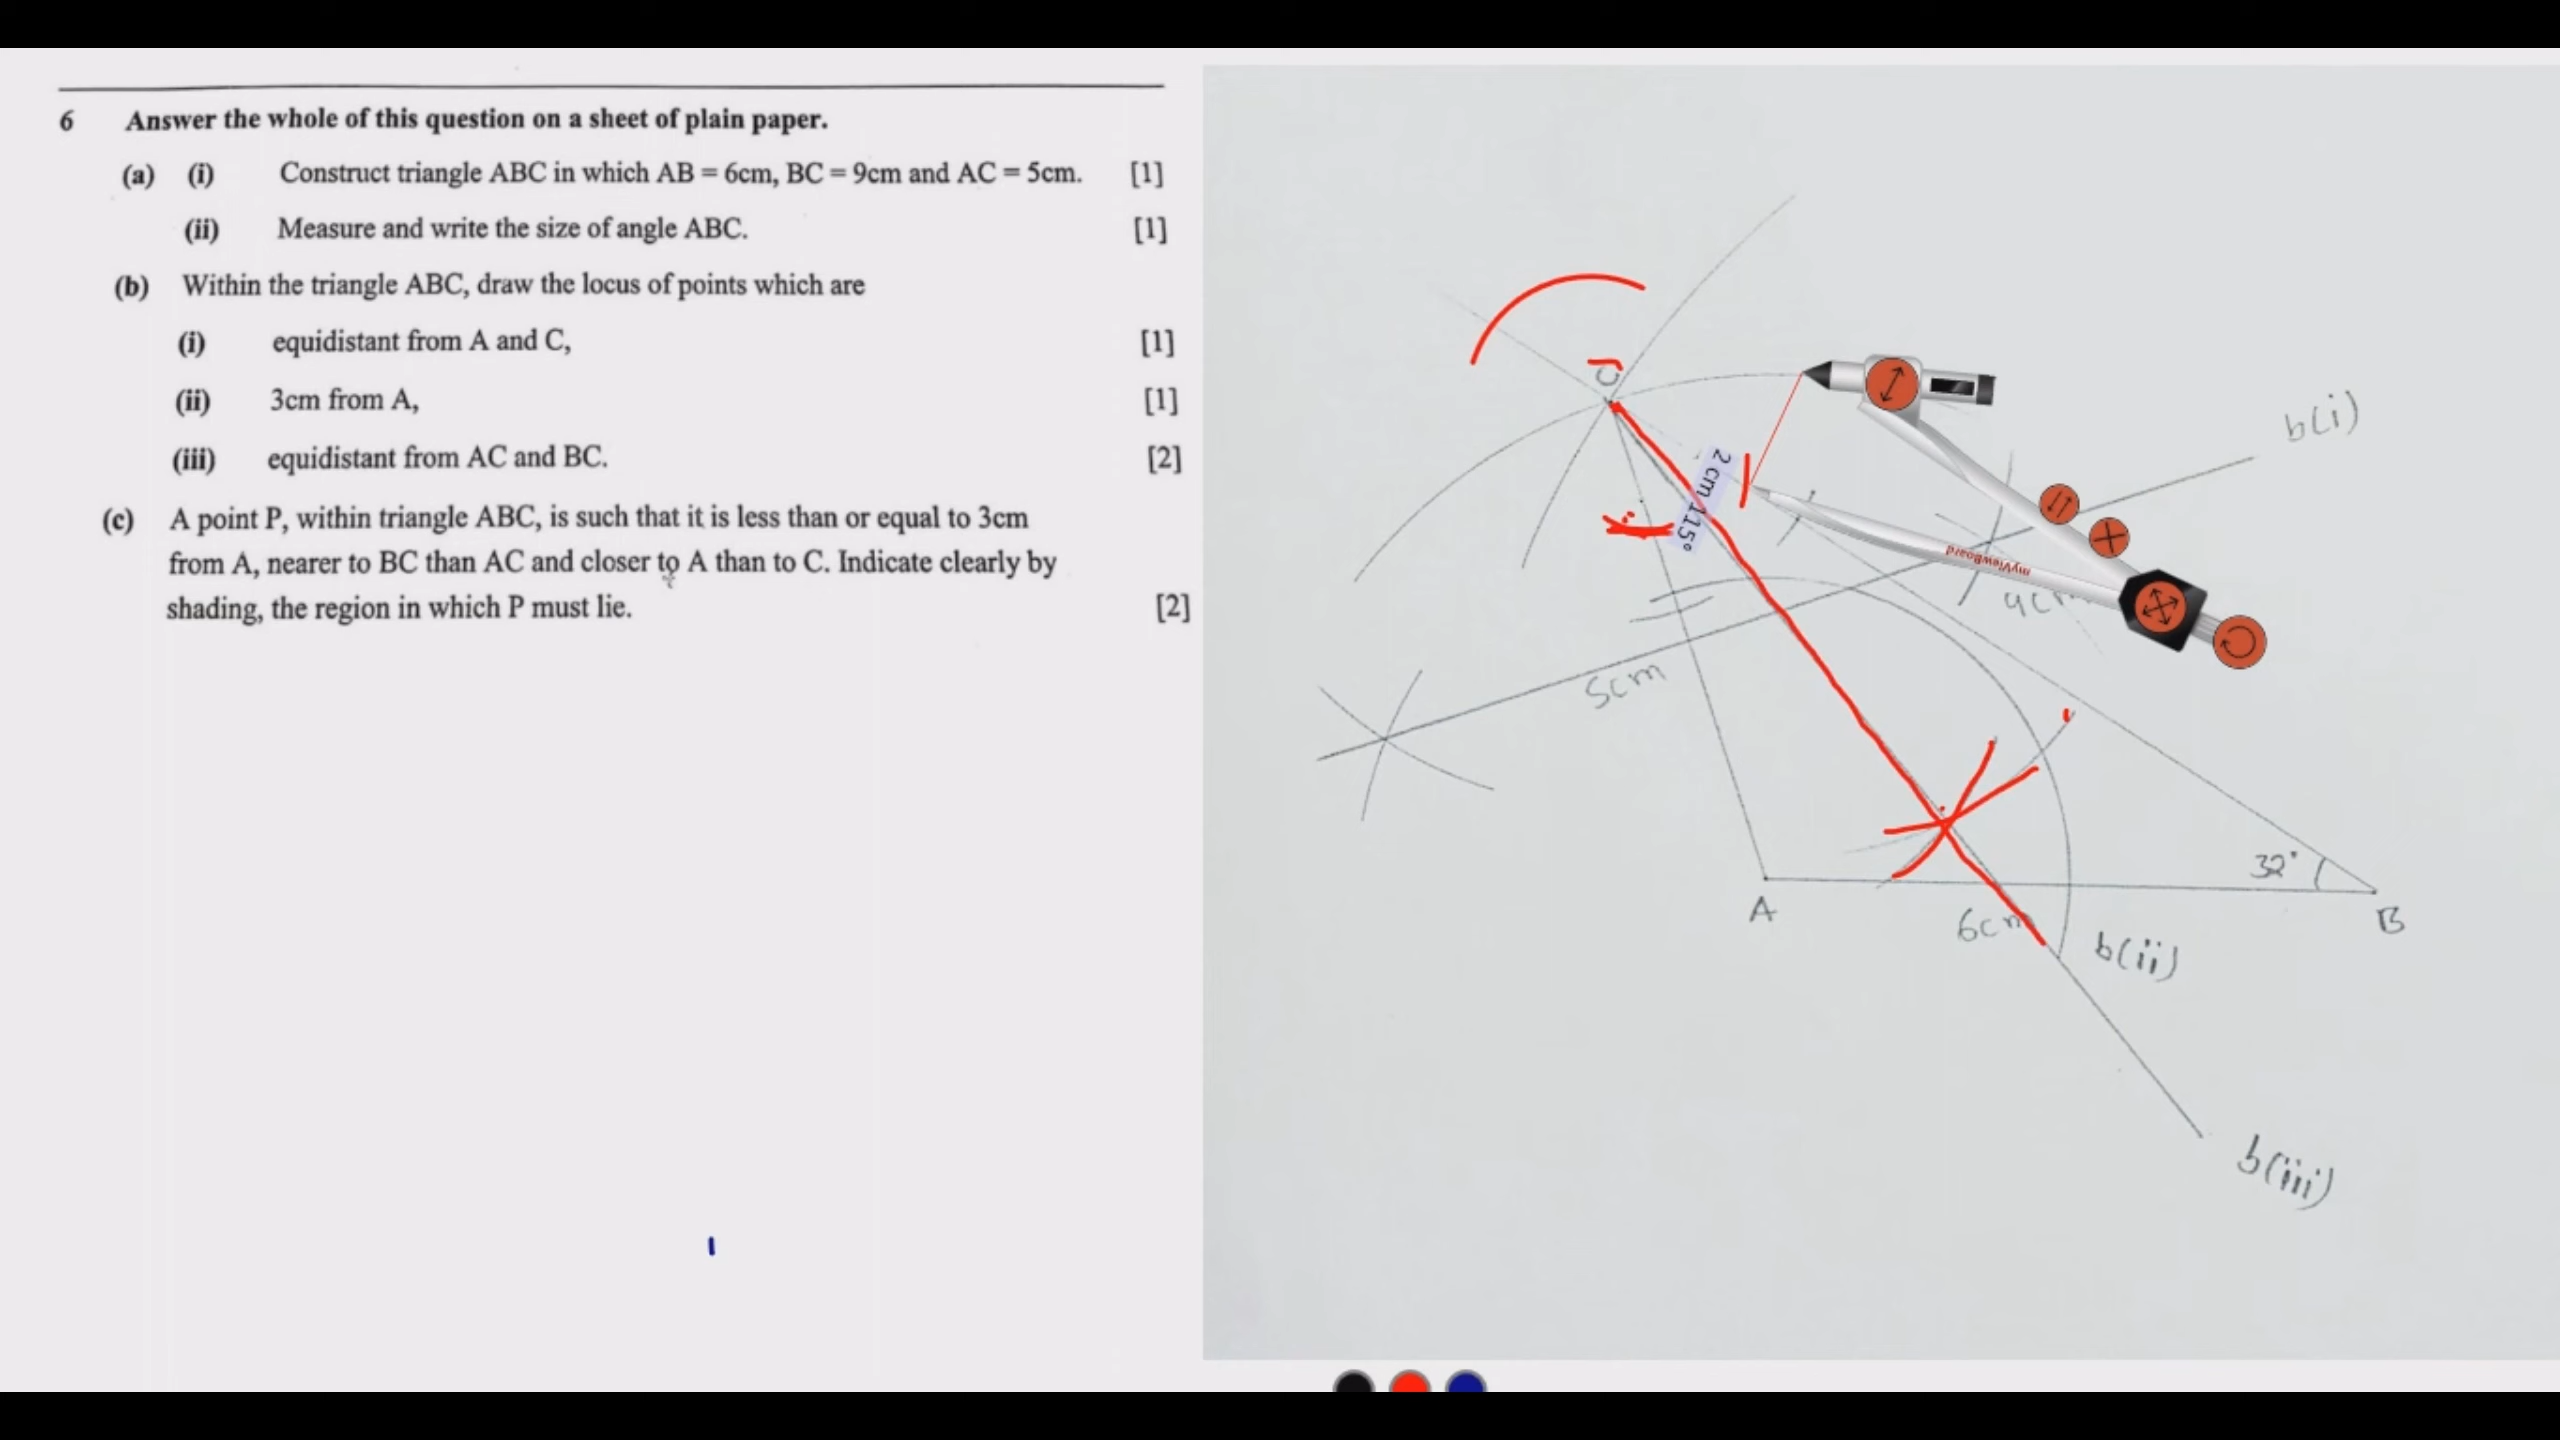 6 Answer the whole of this question on a sheet of plain paper.
(a) (i) Construct triangle ABC in which AB = 6cm, BC = 9cm and AC = 5cm. [1]
(ii) Measure and write the size of angle ABC. [1]
(b) Within the triangle ABC, draw the locus of points which are
(i) equidistant from A and C, [1]
(ii) 3cm from A, [1]
(iii) equidistant from AC and BC. [2]
(c) A point P, within triangle ABC, is such that it is less than or equal to 3cm
from A, nearer to BC than AC and closer to A than to C. Indicate clearly by
shading, the region in which P must lie. [2]
C
b(i)
2 cm 115°
myViewBoard
5cm
32°
A
6cm
B
b(ii)
b(iii)